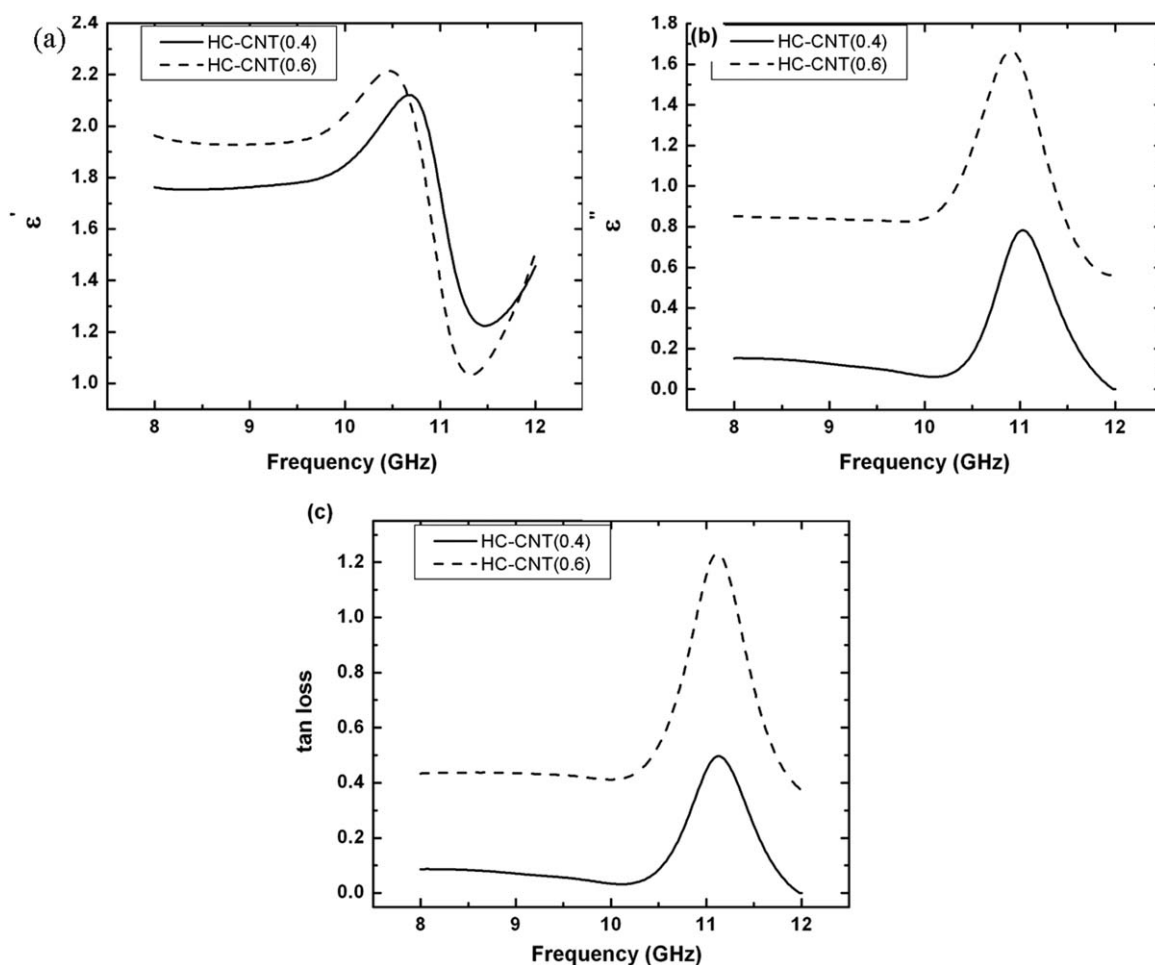 (a)
HC-CNT(0.4)
HC-CNT(0.6)
2.4
2.2
2.0
1.8
1.6
1.4
1.2
1.0
ε'
8 9 10 11 12
Frequency (GHz)
(b)
HC-CNT(0.4)
HC-CNT(0.6)
1.8
1.6
1.4
1.2
1.0
0.8
0.6
0.4
0.2
0.0
ε"
8 9 10 11 12
Frequency (GHz)
(c)
HC-CNT(0.4)
HC-CNT(0.6)
1.2
1.0
0.8
0.6
0.4
0.2
0.0
tan loss
8 9 10 11 12
Frequency (GHz)